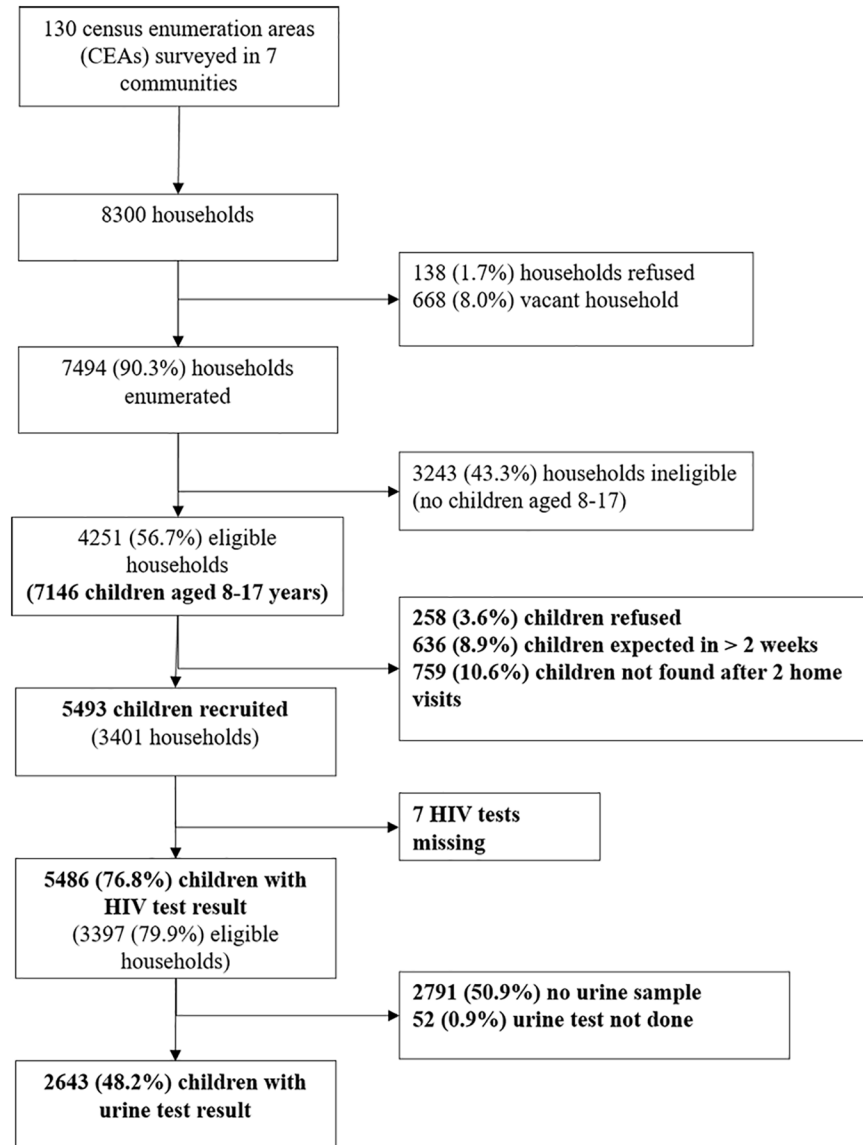 130 census enumeration areas
(CEAs) surveyed in 7
communities
8300 households
138 (1.7%) households refused
668 (8.0%) vacant household
7494 (90.3%) households
enumerated
3243 (43.3%) households ineligible
(no children aged 8-17)
4251 (56.7%) eligible
households
(7146 children aged 8-17 years)
258 (3.6%) children refused
636 (8.9%) children expected in > 2 weeks
759 (10.6%) children not found after 2 home
visits
5493 children recruited
(3401 households)
7 HIV tests
missing
5486 (76.8%) children with
HIV test result
(3397 (79.9%) eligible
households)
2791 (50.9%) no urine sample
52 (0.9%) urine test not done
2643 (48.2%) children with
urine test result